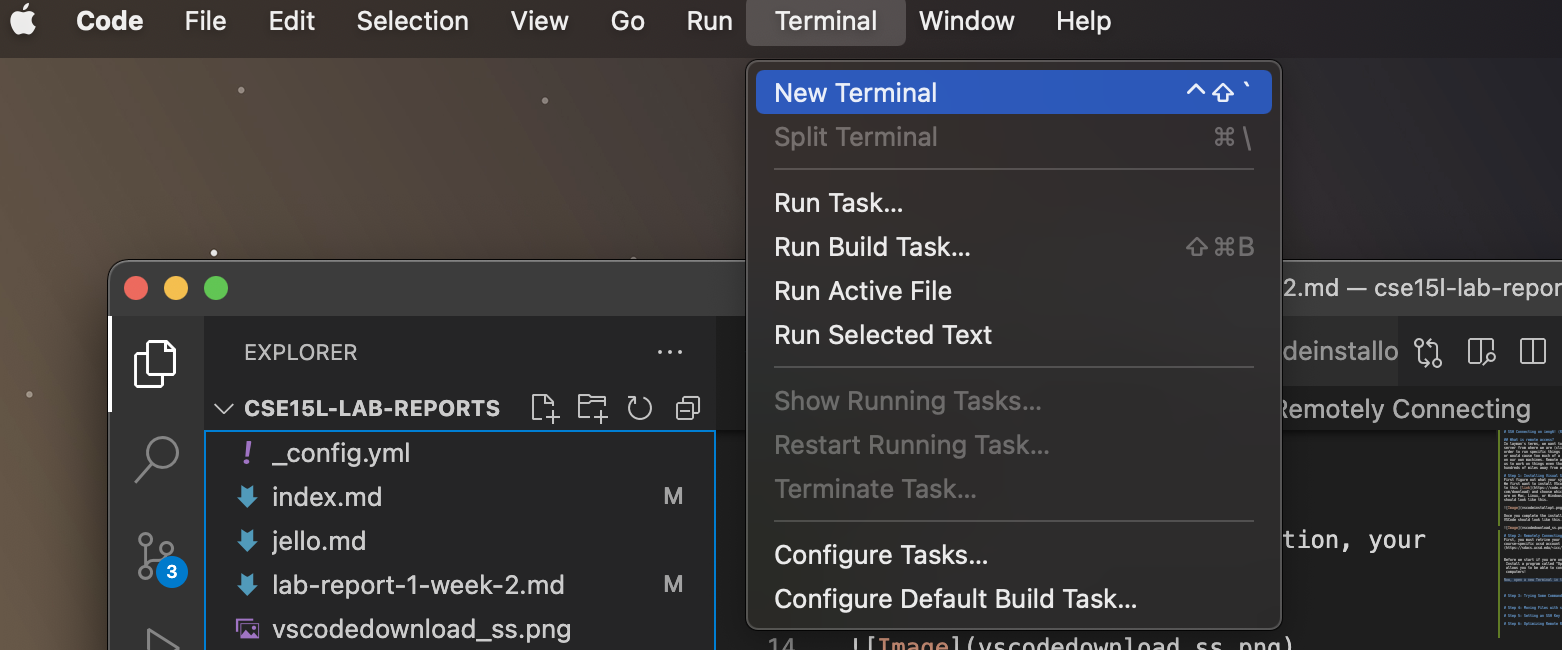 Code File Edit Selection View Go Run Terminal Window Help
New Terminal ^⇧`
Split Terminal ⌘\
Run Task...
Run Build Task... ⇧⌘B
Run Active File
Run Selected Text
Show Running Tasks...
Restart Running Task...
Terminate Task...
Configure Tasks...
Configure Default Build Task...
2.md — cse15l-lab-repor
EXPLORER ...
deinstallo
CSE15L-LAB-REPORTS
Remotely Connecting
! _config.yml
index.md M
jello.md
tion, your
3
lab-report-1-week-2.md M
vscodedownload_ss.png
14 ![Image](vscodedownload_ss.png)